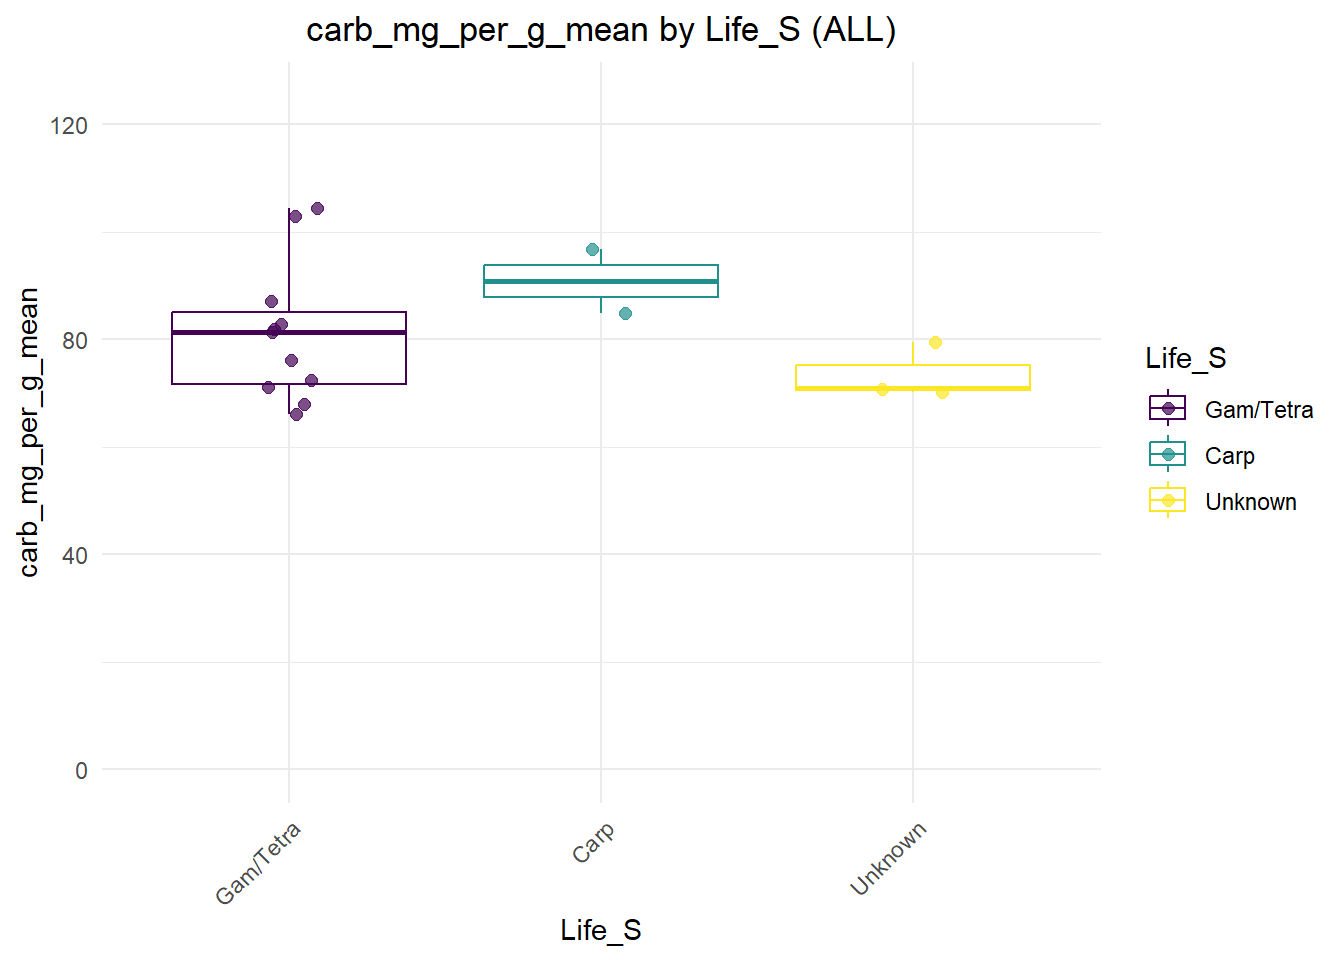 carb_mg_per_g_mean by Life_S (ALL)
carb_mg_per_g_mean
120
80
40
0
Gam/Tetra
Carp
Unknown
Life_S
Life_S
Gam/Tetra
Carp
Unknown